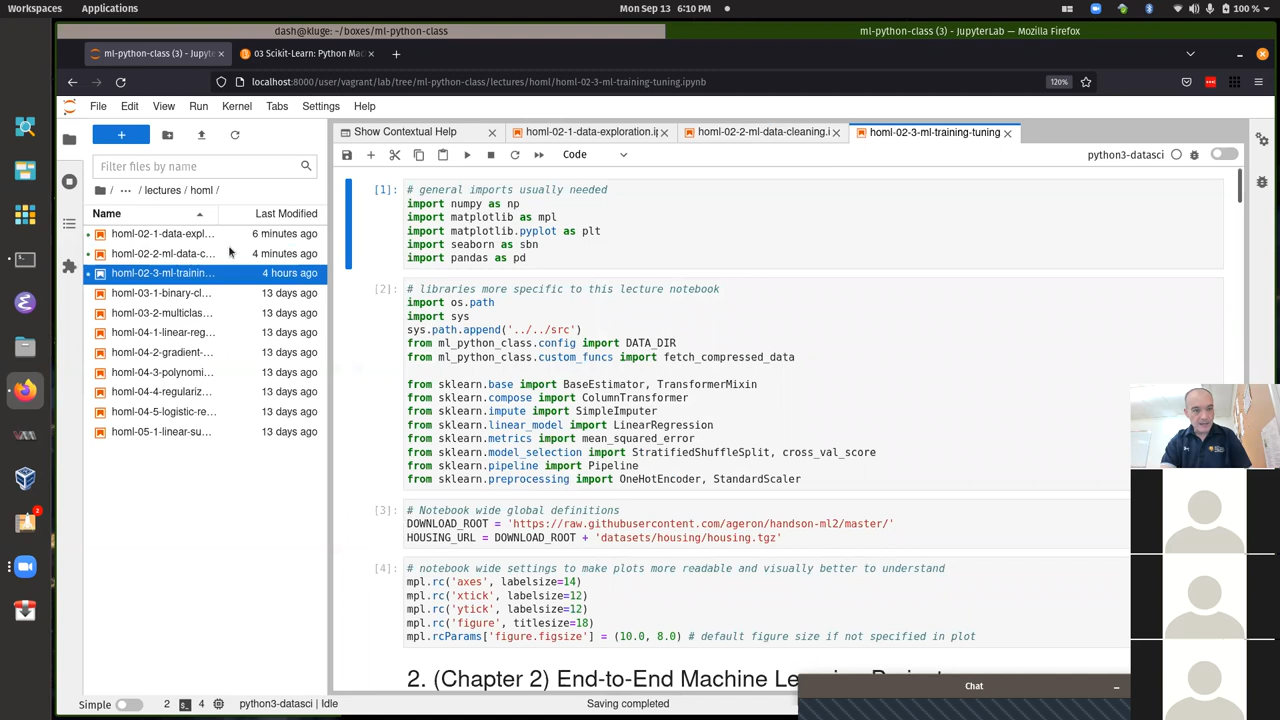 Workspaces Applications Mon Sep 13 6:10 PM 100 %
dash@kluge: ~/boxes/ml-python-class ml-python-class (3) - JupyterLab — Mozilla Firefox
ml-python-class (3) - Jupyte 03 Scikit-Learn: Python Mac
localhost:8000/user/vagrant/lab/tree/ml-python-class/lectures/homl/homl-02-3-ml-training-tuning.ipynb 120%
File Edit View Run Kernel Tabs Settings Help
Show Contextual Help homl-02-1-data-exploration.ip homl-02-2-ml-data-cleaning.i homl-02-3-ml-training-tuning
Code python3-datasci
Filter files by name
/ ... / lectures / homl /
Name Last Modified
homl-02-1-data-expl... 6 minutes ago
homl-02-2-ml-data-c... 4 minutes ago
homl-02-3-ml-trainin... 4 hours ago
homl-03-1-binary-cl... 13 days ago
homl-03-2-multiclas... 13 days ago
homl-04-1-linear-reg... 13 days ago
homl-04-2-gradient-... 13 days ago
homl-04-3-polynomi... 13 days ago
homl-04-4-regulariz... 13 days ago
homl-04-5-logistic-re... 13 days ago
homl-05-1-linear-su... 13 days ago
[1]: # general imports usually needed
import numpy as np
import matplotlib as mpl
import matplotlib.pyplot as plt
import seaborn as sbn
import pandas as pd
[2]: # libraries more specific to this lecture notebook
import os.path
import sys
sys.path.append('../../src')
from ml_python_class.config import DATA_DIR
from ml_python_class.custom_funcs import fetch_compressed_data
from sklearn.base import BaseEstimator, TransformerMixin
from sklearn.compose import ColumnTransformer
from sklearn.impute import SimpleImputer
from sklearn.linear_model import LinearRegression
from sklearn.metrics import mean_squared_error
from sklearn.model_selection import StratifiedShuffleSplit, cross_val_score
from sklearn.pipeline import Pipeline
from sklearn.preprocessing import OneHotEncoder, StandardScaler
[3]: # Notebook wide global definitions
DOWNLOAD_ROOT = 'https://raw.githubusercontent.com/ageron/handson-ml2/master/'
HOUSING_URL = DOWNLOAD_ROOT + 'datasets/housing/housing.tgz'
[4]: # notebook wide settings to make plots more readable and visually better to understand
mpl.rc('axes', labelsize=14)
mpl.rc('xtick', labelsize=12)
mpl.rc('ytick', labelsize=12)
mpl.rc('figure', titlesize=18)
mpl.rcParams['figure.figsize'] = (10.0, 8.0) # default figure size if not specified in plot
2. (Chapter 2) End-to-End Machine Learning Project
Chat
Simple 2 4 python3-datasci | Idle Saving completed
2